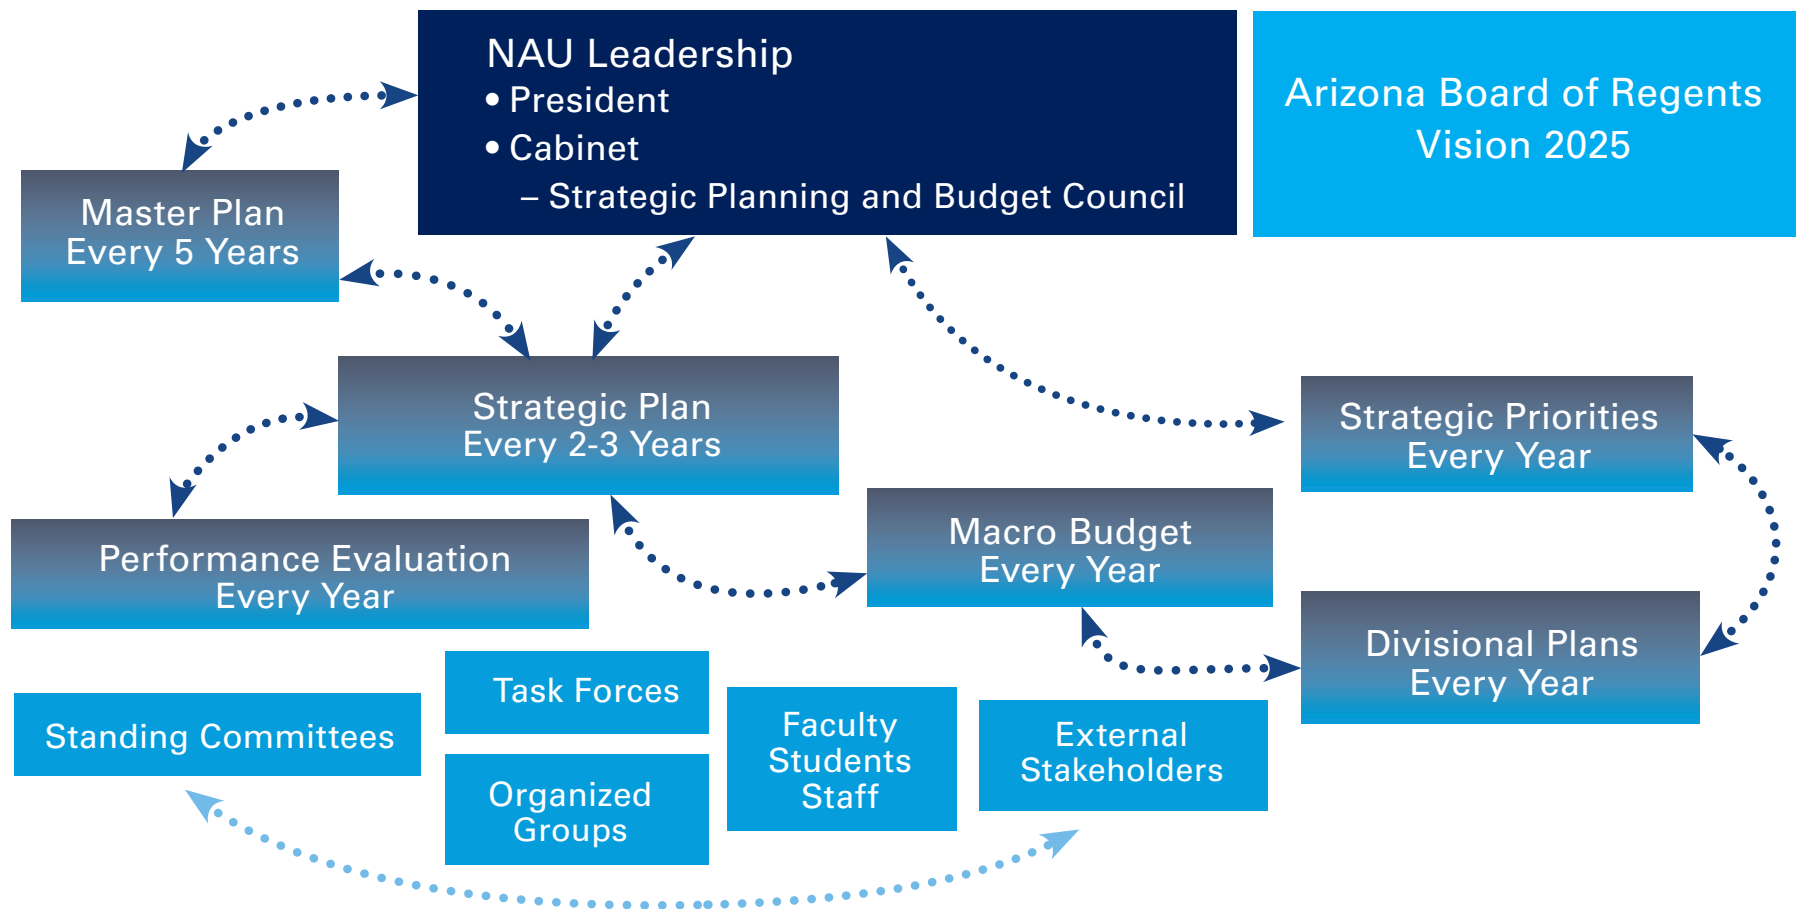 NAU Leadership
• President
• Cabinet
– Strategic Planning and Budget Council
Arizona Board of Regents
Vision 2025
Master Plan
Every 5 Years
Strategic Plan
Every 2-3 Years
Strategic Priorities
Every Year
Performance Evaluation
Every Year
Macro Budget
Every Year
Divisional Plans
Every Year
Standing Committees
Task Forces
Organized
Groups
Faculty
Students
Staff
External
Stakeholders